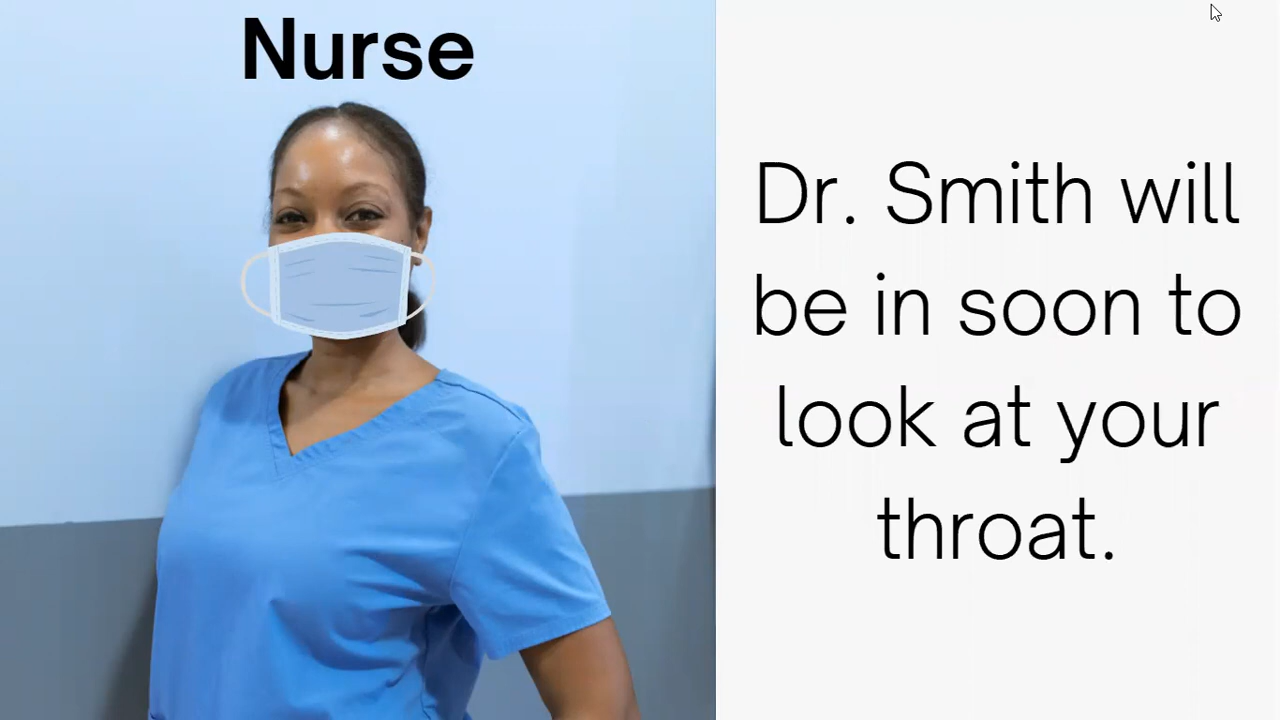 Nurse
Dr. Smith will
be in soon to
look at your
throat.